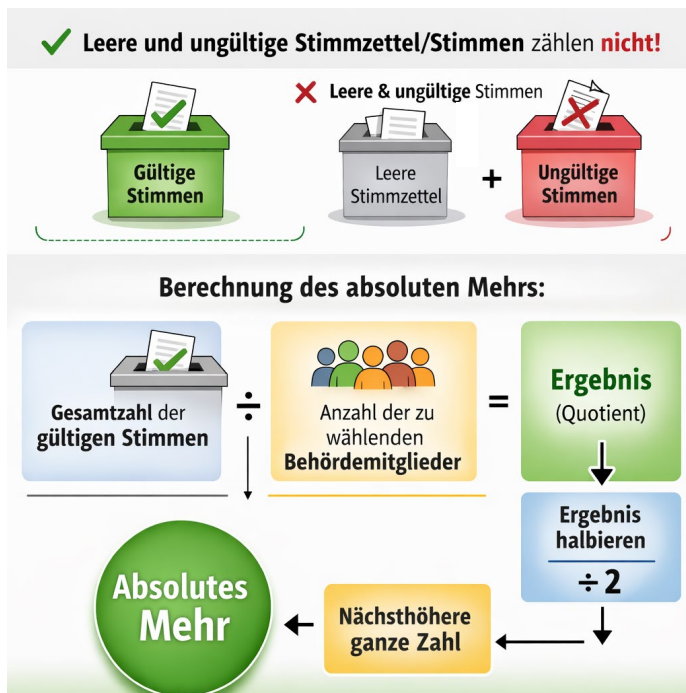 Leere und ungültige Stimmzettel/Stimmen zählen nicht!
Leere & ungültige Stimmen
Gültige
Stimmen
Leere
Stimmzettel
+
Ungültige
Stimmen
Berechnung des absoluten Mehrs:
Gesamtzahl der
gültigen Stimmen
÷
Anzahl der zu
wählenden
Behördemitglieder
=
Ergebnis
(Quotient)
Ergebnis
halbieren
÷ 2
Nächsthöhere
ganze Zahl
Absolutes
Mehr